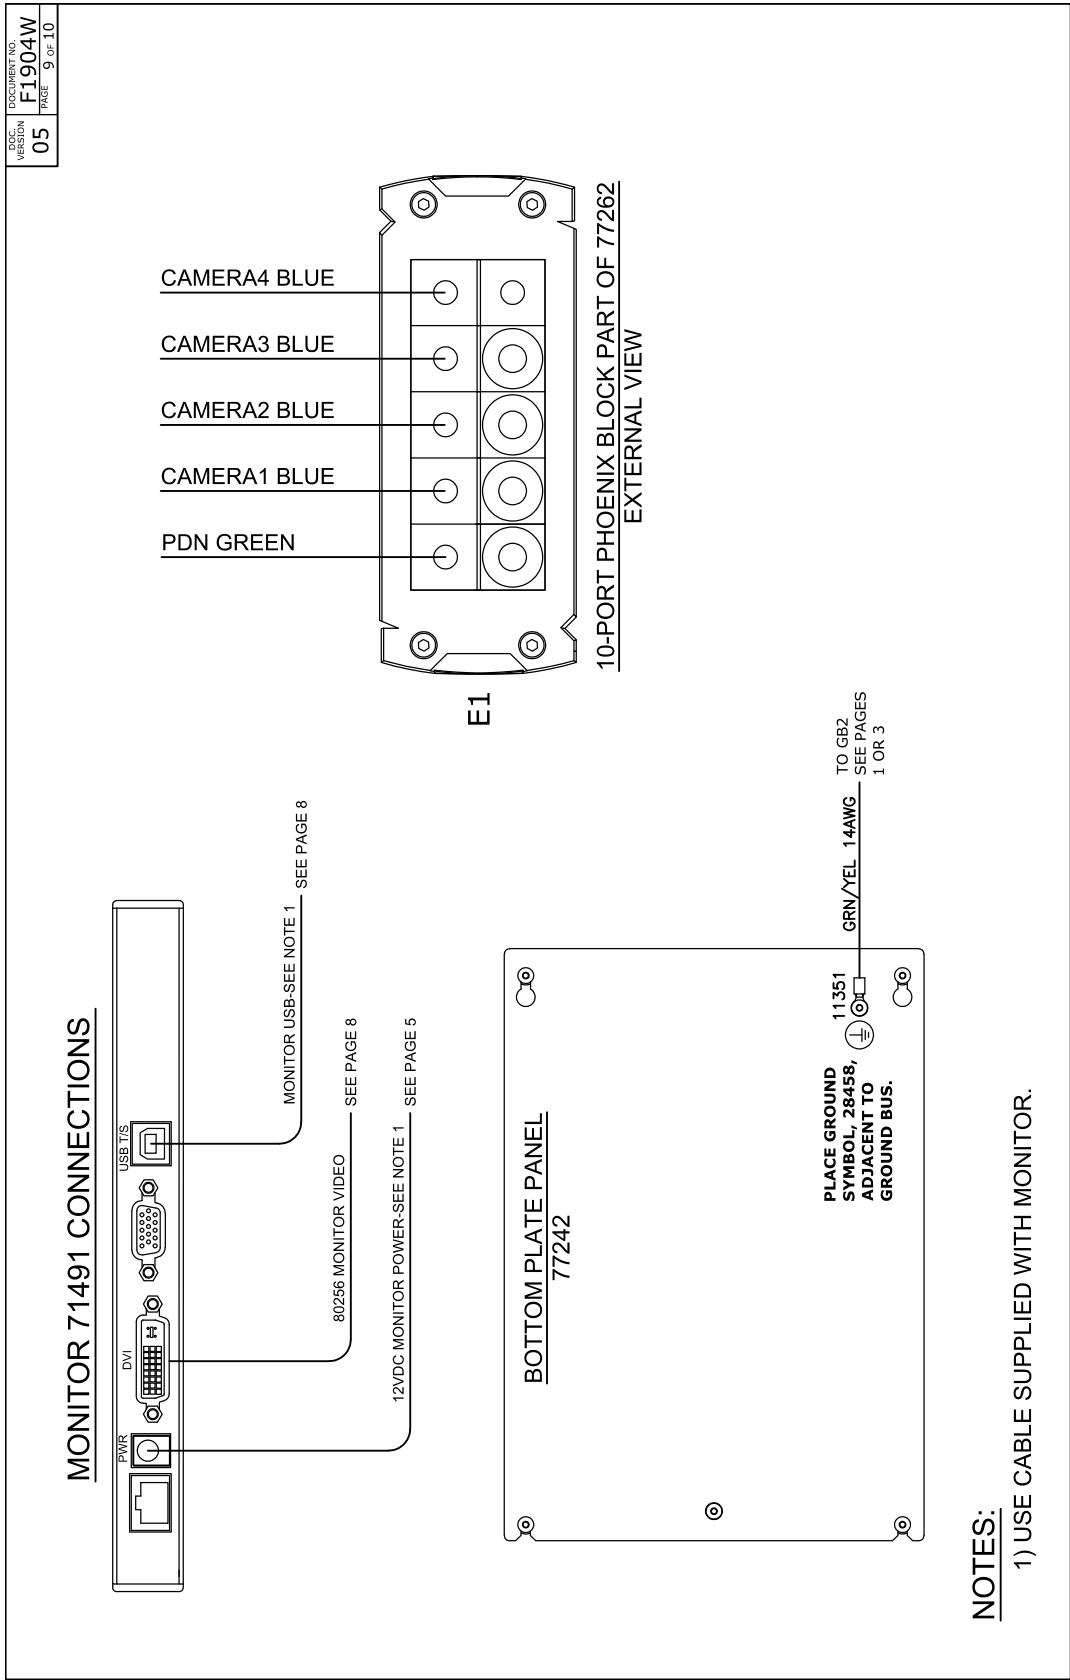 DOC.
VERSION
05
DOCUMENT NO.
F1904W
PAGE 9 OF 10
MONITOR 71491 CONNECTIONS
PWR
DVI
USB T/S
MONITOR USB-SEE NOTE 1
SEE PAGE 8
80256 MONITOR VIDEO
SEE PAGE 8
12VDC MONITOR POWER-SEE NOTE 1
SEE PAGE 5
PDN GREEN
CAMERA1 BLUE
CAMERA2 BLUE
CAMERA3 BLUE
CAMERA4 BLUE
E1
10-PORT PHOENIX BLOCK PART OF 77262
EXTERNAL VIEW
BOTTOM PLATE PANEL
77242
PLACE GROUND
SYMBOL, 28458,
ADJACENT TO
GROUND BUS.
11351
GRN/YEL 14AWG
TO GB2
SEE PAGES
1 OR 3
NOTES:
1) USE CABLE SUPPLIED WITH MONITOR.